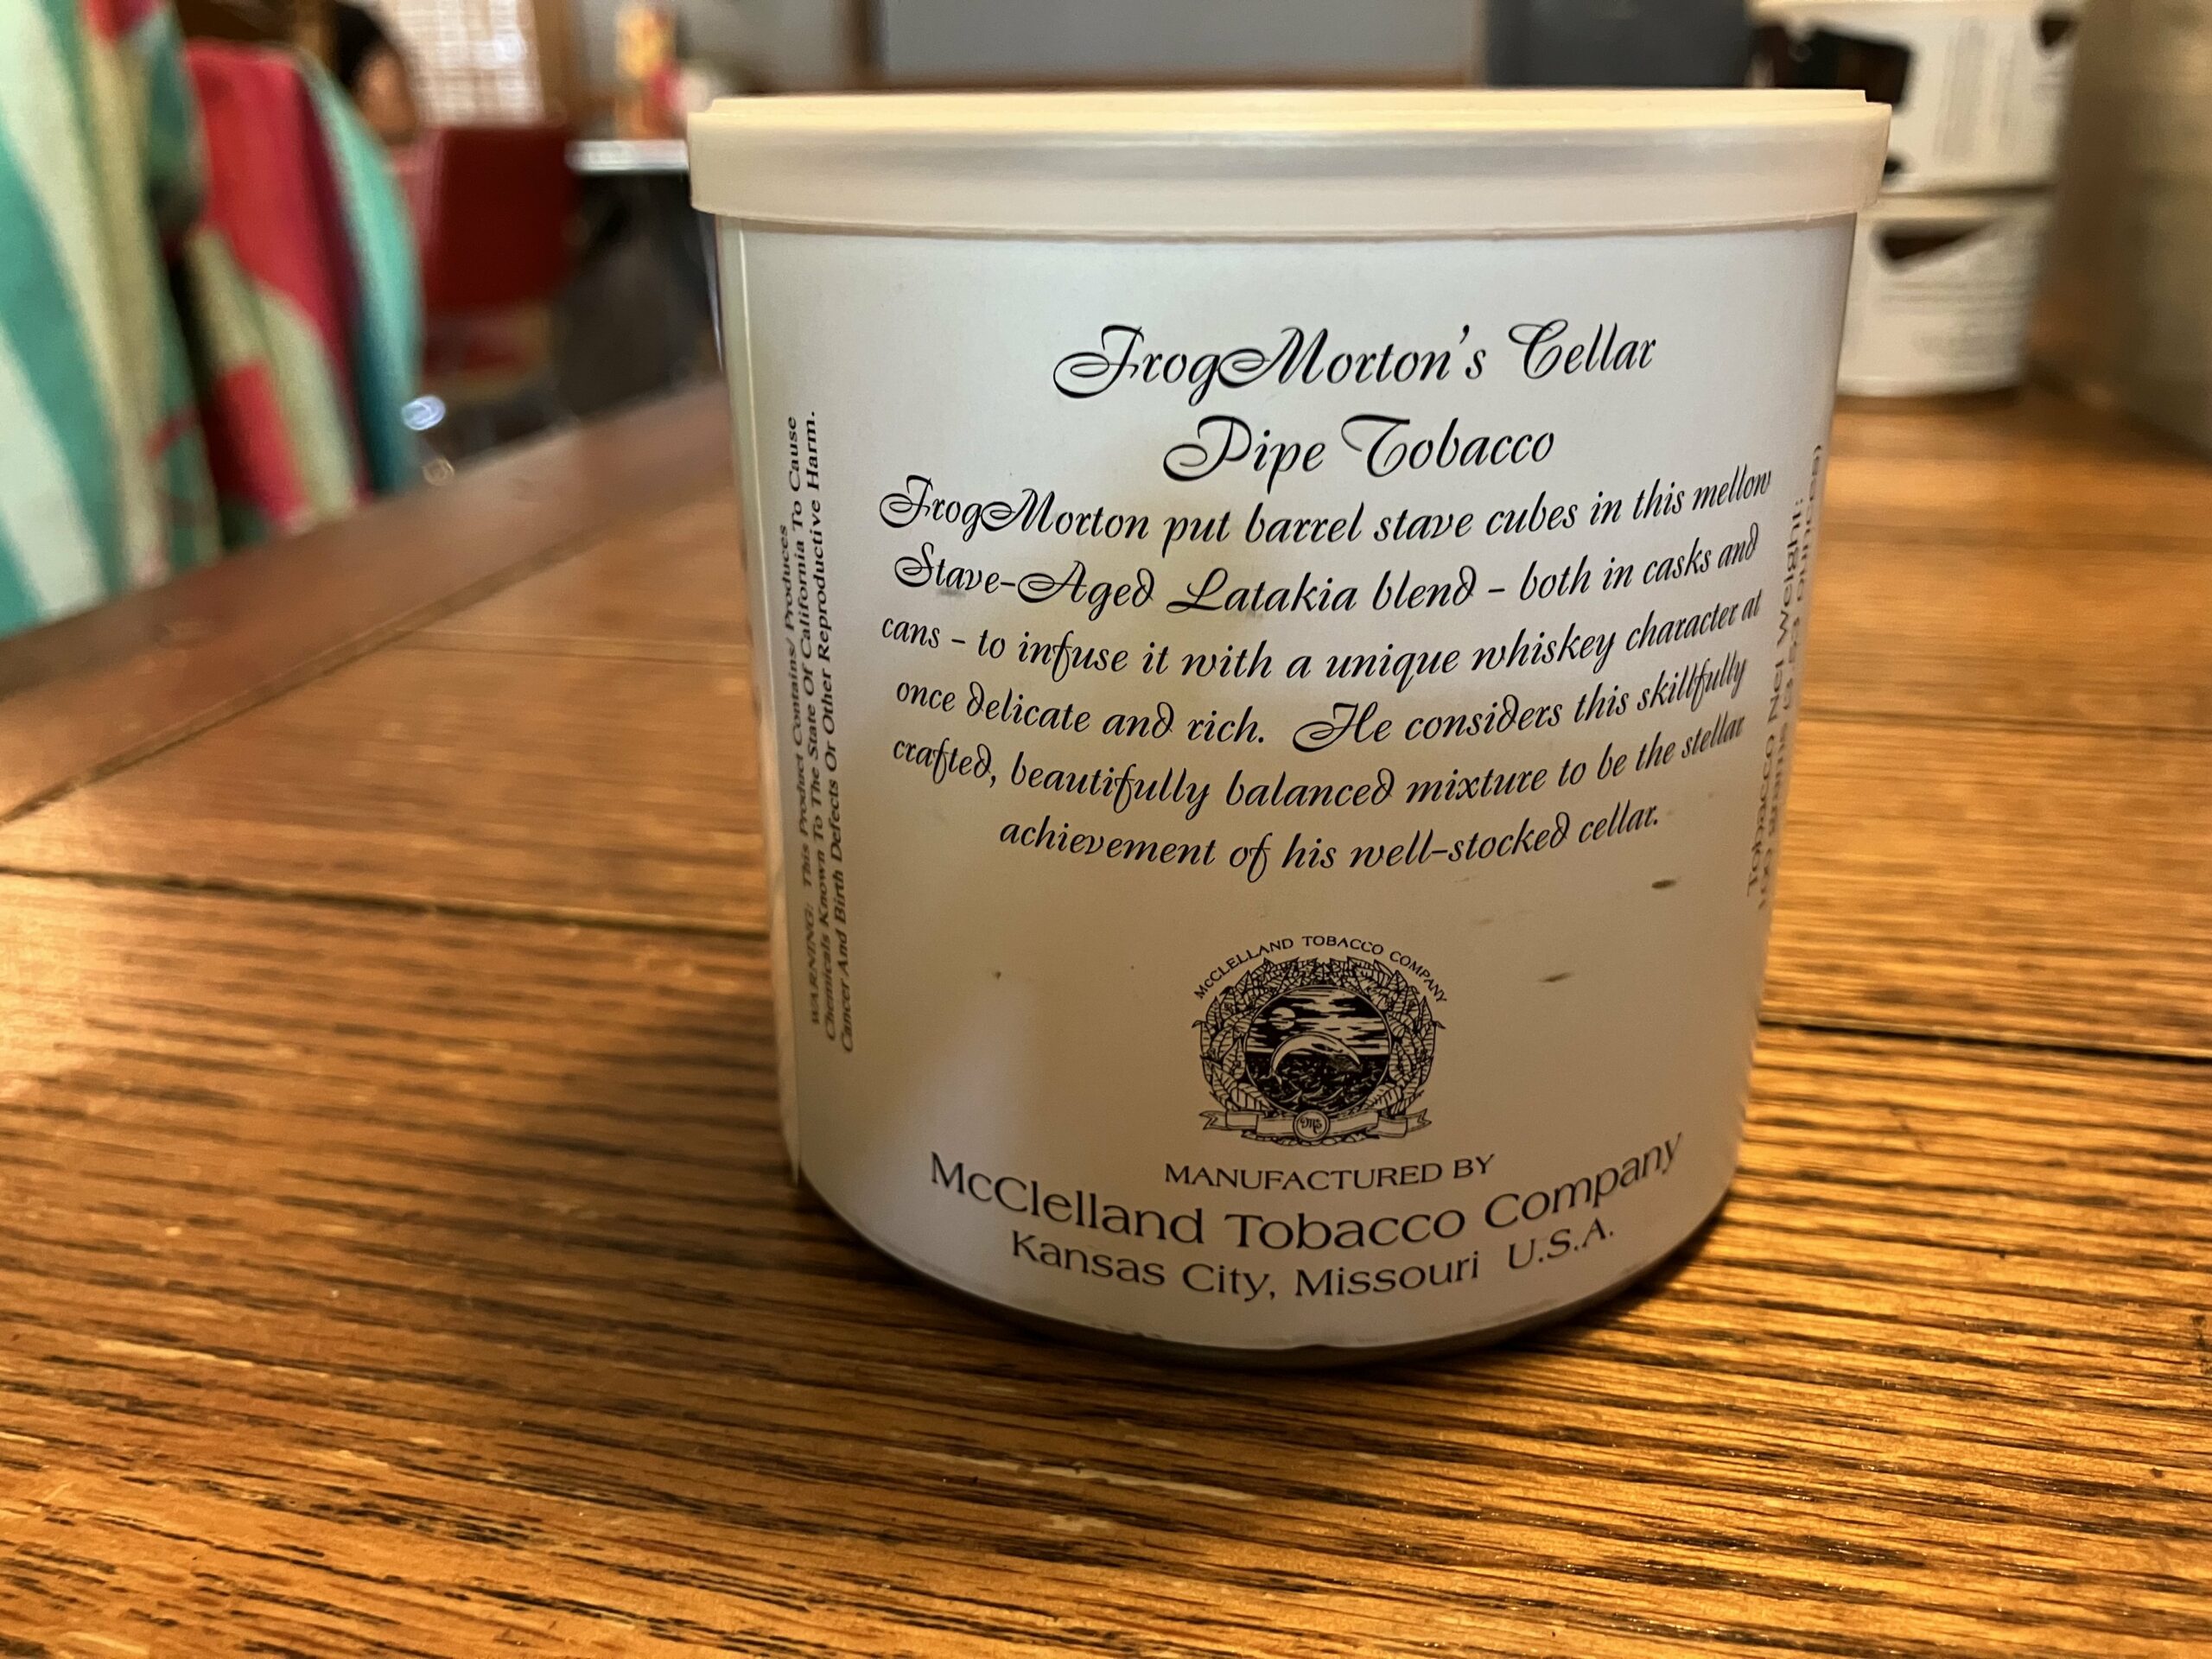 FrogMorton's Cellar
Pipe Tobacco
FrogMorton put barrel stave cubes in this mellow
Stave-Aged Latakia blend - both in casks and
cans - to infuse it with a unique whiskey character at
once delicate and rich. He considers this skillfully
crafted, beautifully balanced mixture to be the stellar
achievement of his well-stocked cellar.
McCLELLAND TOBACCO COMPANY
MANUFACTURED BY
McClelland Tobacco Company
Kansas City, Missouri U.S.A.
WARNING: This Product Contains/Produces
Chemicals Known To The State Of California To Cause
Cancer And Birth Defects Or Other Reproductive Harm.
Tobacco Net Weight:
100 Grams